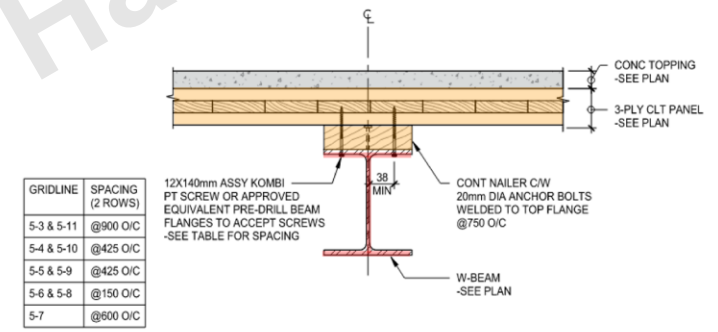 Ha
℄
CONC TOPPING
-SEE PLAN
3-PLY CLT PANEL
-SEE PLAN
12X140mm ASSY KOMBI
PT SCREW OR APPROVED
EQUIVALENT PRE-DRILL BEAM
FLANGES TO ACCEPT SCREWS
-SEE TABLE FOR SPACING
38
MIN
CONT NAILER C/W
20mm DIA ANCHOR BOLTS
WELDED TO TOP FLANGE
@750 O/C
W-BEAM
-SEE PLAN
GRIDLINE SPACING (2 ROWS)
5-3 & 5-11 @900 O/C
5-4 & 5-10 @425 O/C
5-5 & 5-9 @425 O/C
5-6 & 5-8 @150 O/C
5-7 @600 O/C